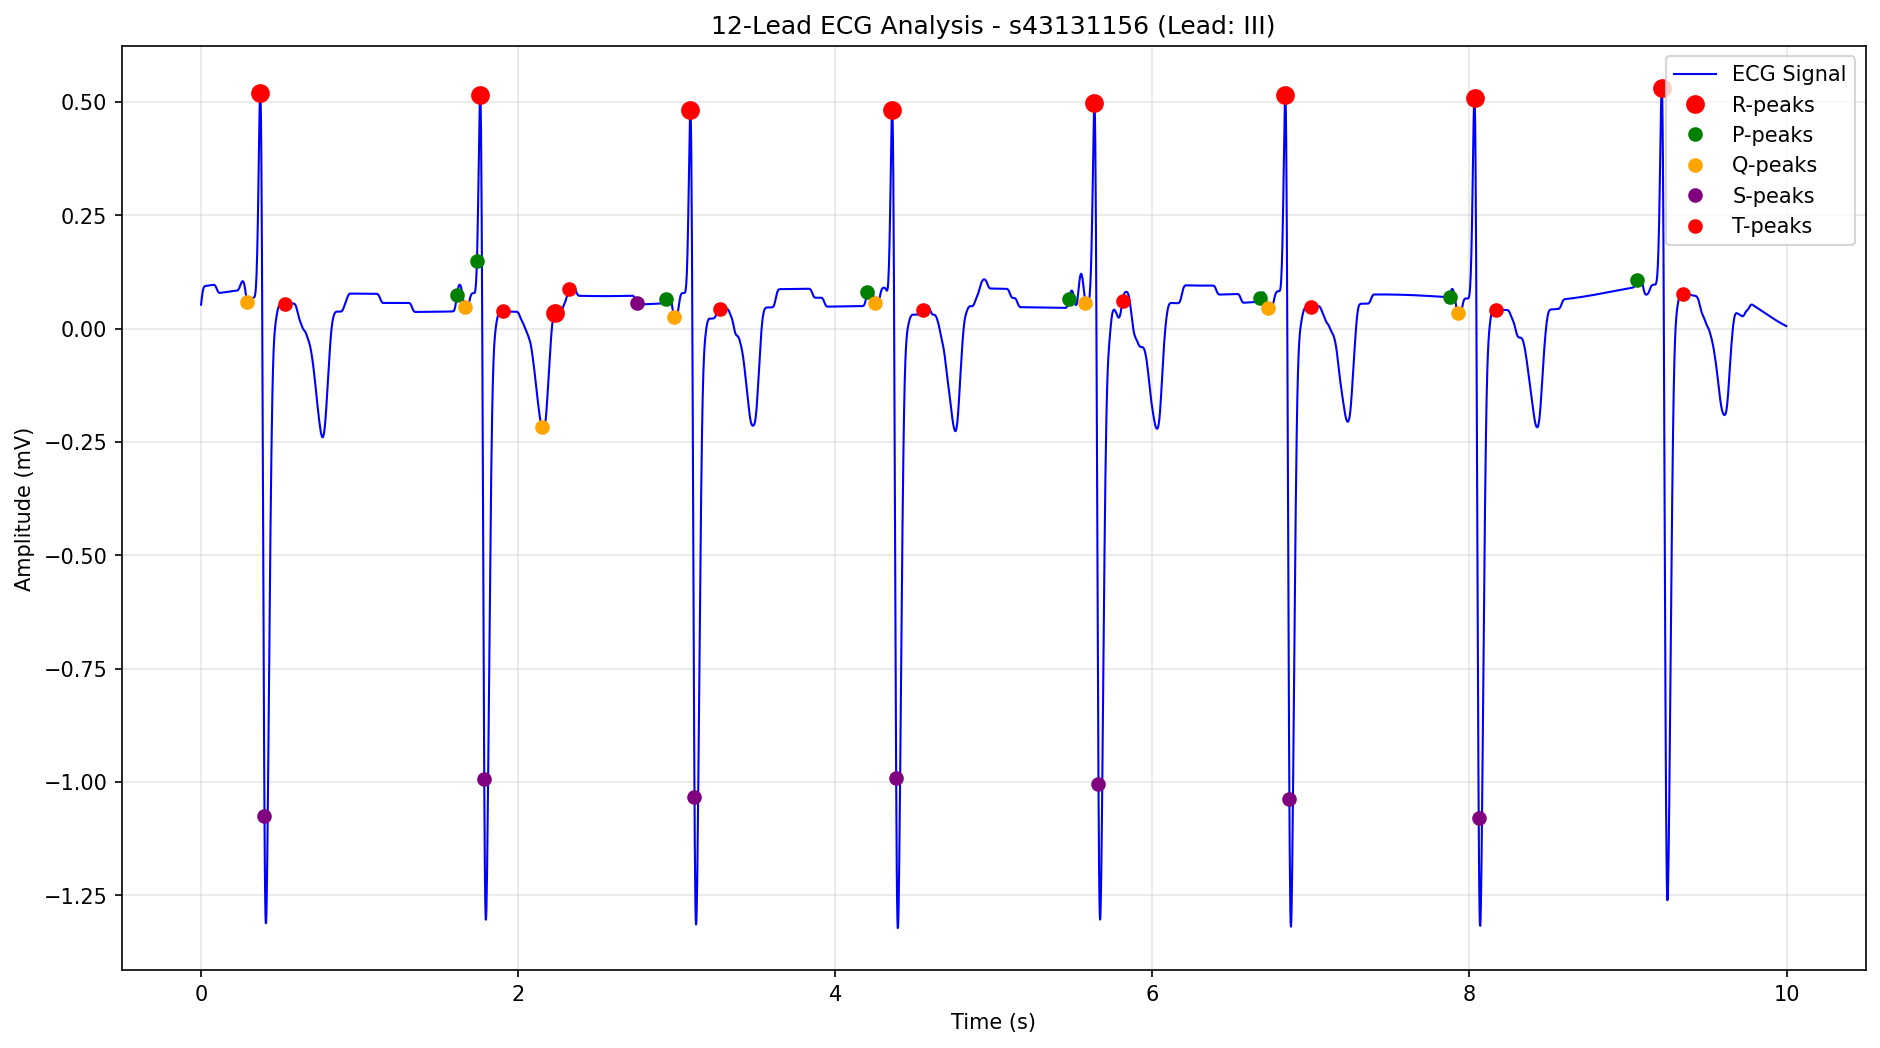 12-Lead ECG Analysis - s43131156 (Lead: III)
ECG Signal
R-peaks
P-peaks
Q-peaks
S-peaks
T-peaks
Amplitude (mV)
0.50
0.25
0.00
−0.25
−0.50
−0.75
−1.00
−1.25
0 2 4 6 8 10
Time (s)